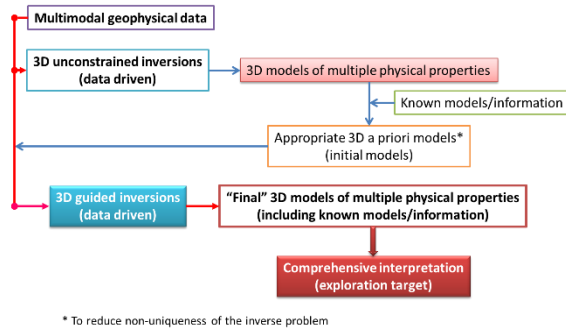 Multimodal geophysical data
3D unconstrained inversions
(data driven)
3D models of multiple physical properties
Known models/information
Appropriate 3D a priori models*
(initial models)
3D guided inversions
(data driven)
“Final” 3D models of multiple physical properties
(including known models/information)
Comprehensive interpretation
(exploration target)
* To reduce non-uniqueness of the inverse problem